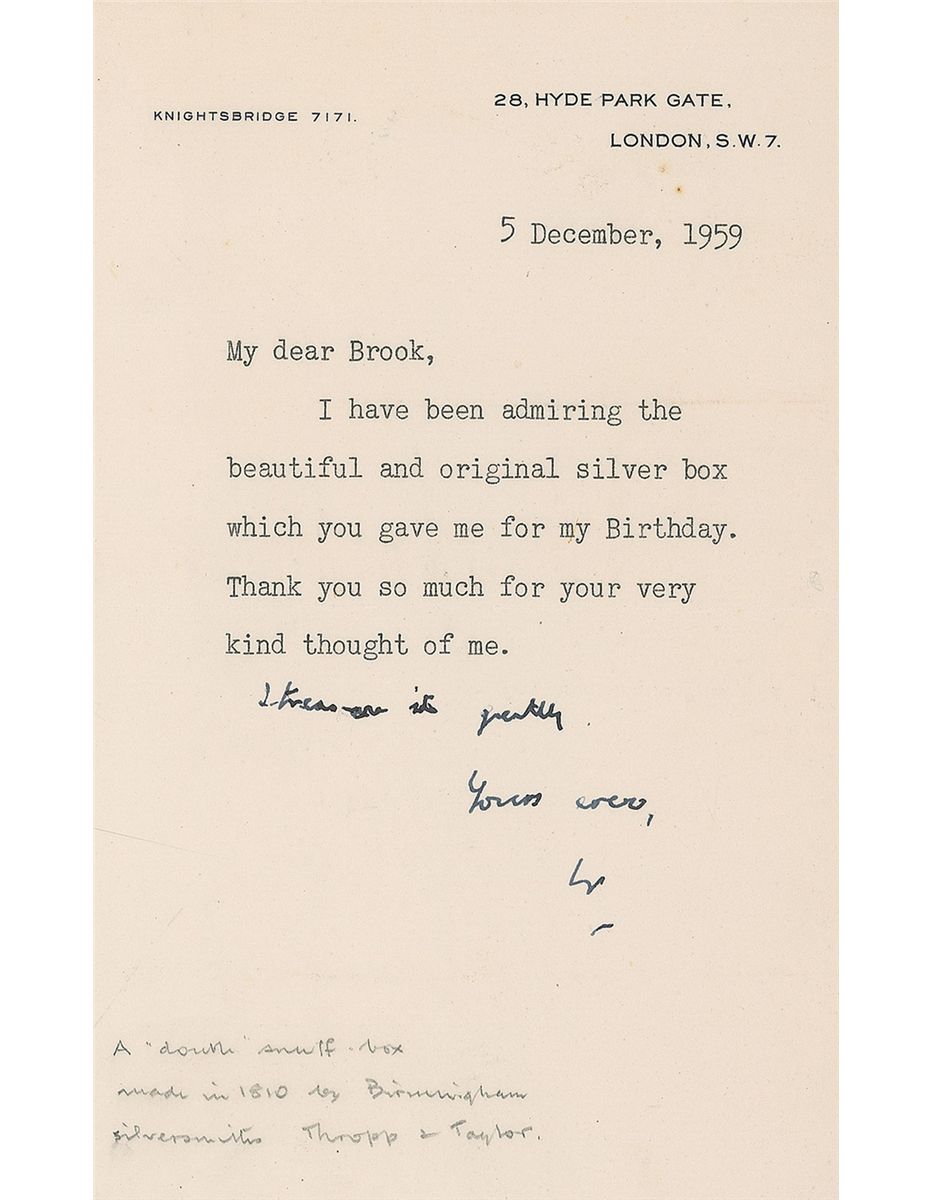 KNIGHTSBRIDGE 7171.
28, HYDE PARK GATE,
LONDON, S.W.7.
5 December, 1959
My dear Brook,
I have been admiring the
beautiful and original silver box
which you gave me for my Birthday.
Thank you so much for your very
kind thought of me.
I treasure it greatly.
Yours ever,
W
A "double" snuff-box
made in 1810 by Birmingham
silversmiths Thropp & Taylor.